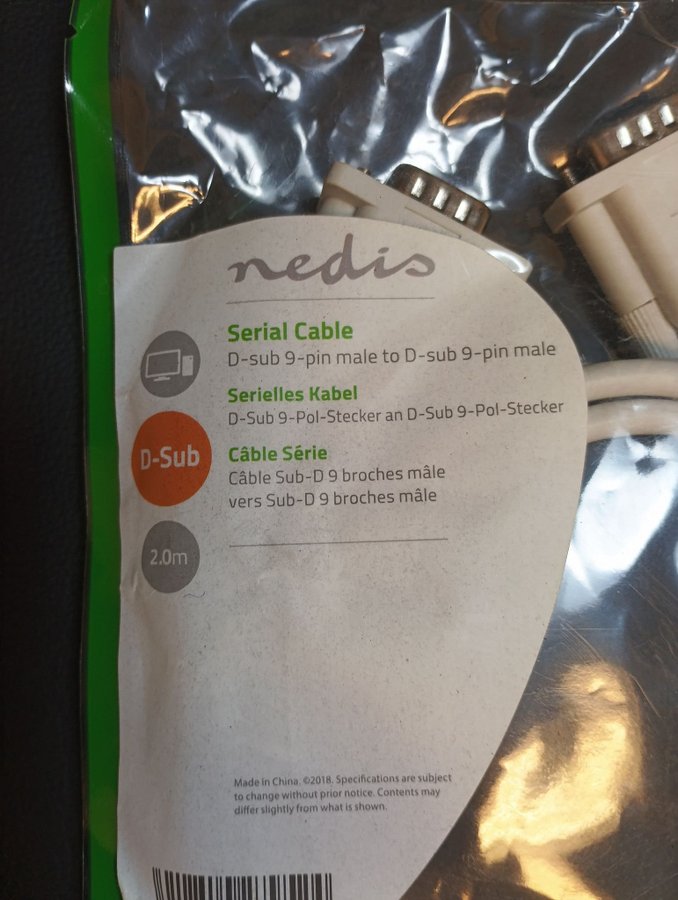 nedis
Serial Cable
D-sub 9-pin male to D-sub 9-pin male
Serielles Kabel
D-Sub 9-Pol-Stecker an D-Sub 9-Pol-Stecker
D-Sub
Câble Série
Câble Sub-D 9 broches mâle
vers Sub-D 9 broches mâle
2.0m
Made in China. ©2018. Specifications are subject
to change without prior notice. Contents may
differ slightly from what is shown.